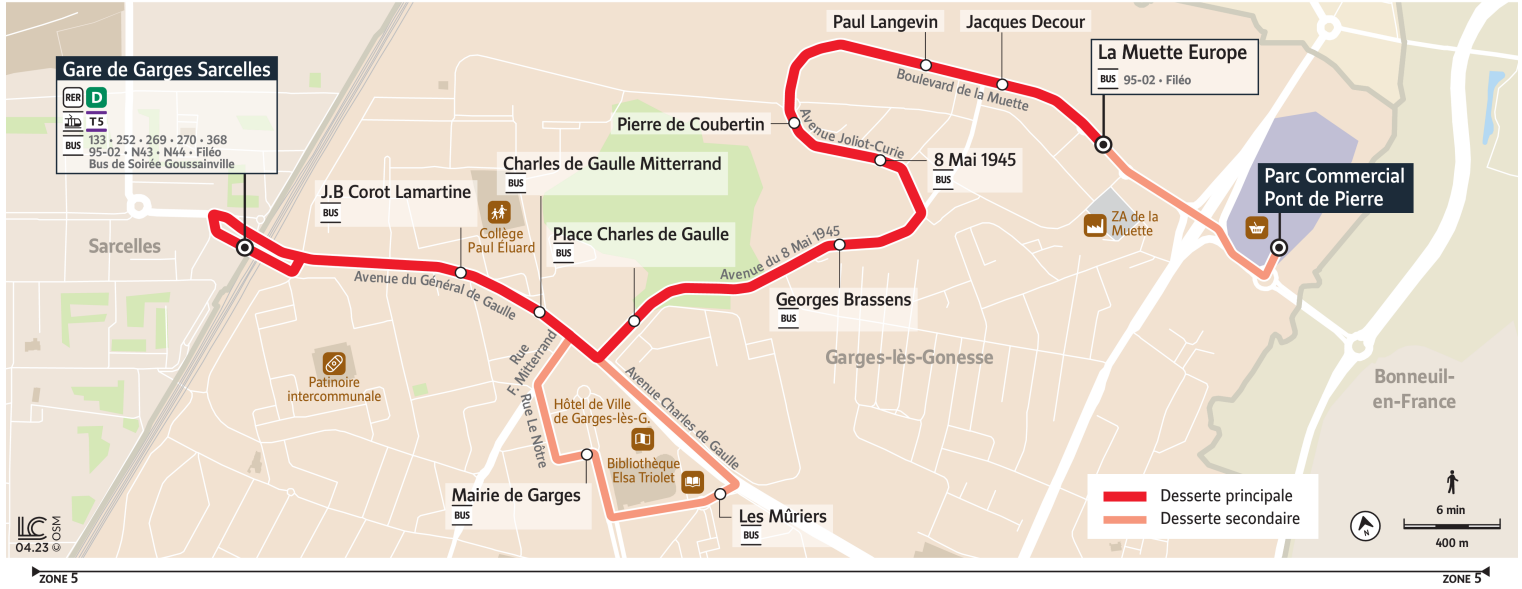 Paul Langevin
Jacques Decour
La Muette Europe
BUS 95-02 • Filéo
Gare de Garges Sarcelles
RER D
T5
BUS
133 • 252 • 269 • 270 • 368
95-02 • N43 • N44 • Filéo
Bus de Soirée Goussainville
Boulevard de la Muette
Pierre de Coubertin
Avenue Joliot-Curie
8 Mai 1945
BUS
Charles de Gaulle Mitterrand
BUS
J.B Corot Lamartine
BUS
Parc Commercial
Pont de Pierre
Collège
Paul Éluard
Place Charles de Gaulle
BUS
ZA de la
Muette
Sarcelles
Avenue du 8 Mai 1945
Avenue du Général de Gaulle
Georges Brassens
BUS
Rue
F. Mitterrand
Garges-lès-Gonesse
Patinoire
intercommunale
Avenue Charles de Gaulle
Bonneuil-
en-France
Rue Le Nôtre
Hôtel de Ville
de Garges-lès-G.
Bibliothèque
Elsa Triolet
Mairie de Garges
BUS
Les Mûriers
BUS
Desserte principale
Desserte secondaire
6 min
400 m
N
LC
04.23 © OSM
ZONE 5
ZONE 5